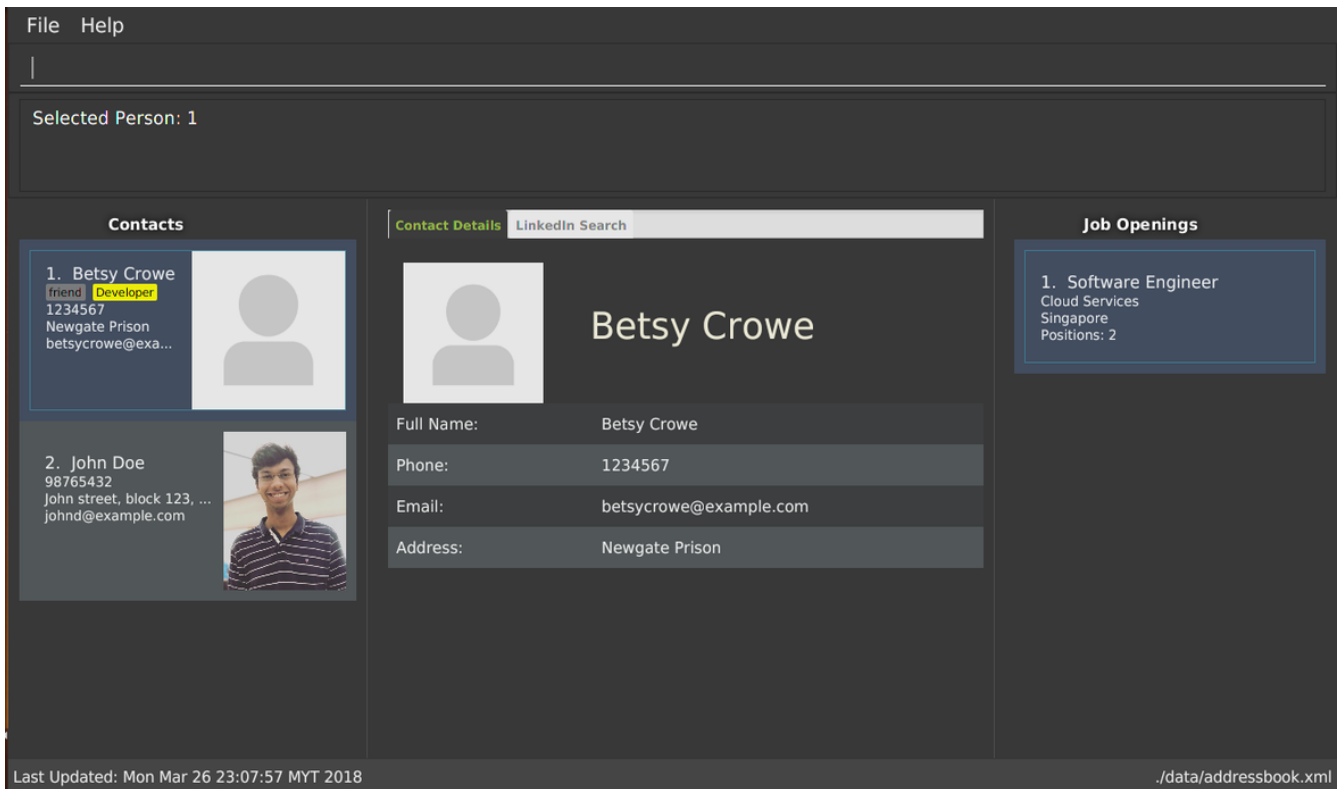 File Help
Selected Person: 1
Contacts
1. Betsy Crowe
friend Developer
1234567
Newgate Prison
betsycrowe@exa...
2. John Doe
98765432
John street, block 123, ...
johnd@example.com
Contact Details LinkedIn Search
Betsy Crowe
Full Name: Betsy Crowe
Phone: 1234567
Email: betsycrowe@example.com
Address: Newgate Prison
Job Openings
1. Software Engineer
Cloud Services
Singapore
Positions: 2
Last Updated: Mon Mar 26 23:07:57 MYT 2018
./data/addressbook.xml